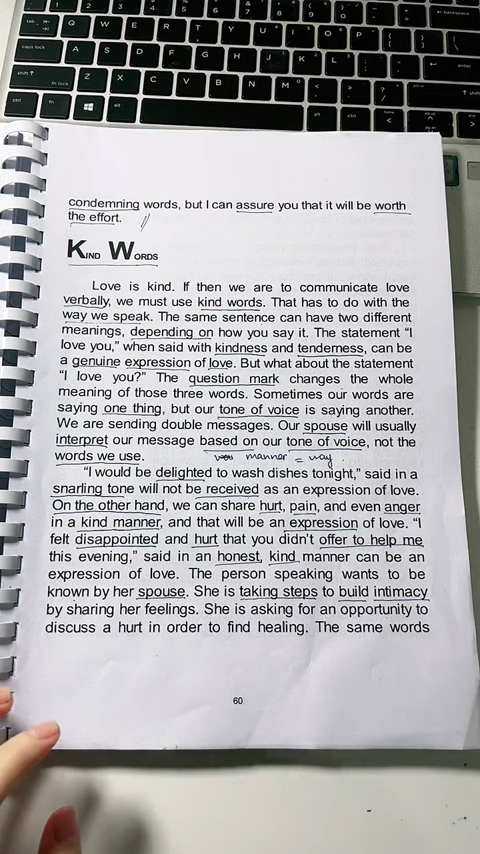 condemning words, but I can assure you that it will be worth
the effort.
KIND WORDS
Love is kind. If then we are to communicate love
verbally, we must use kind words. That has to do with the
way we speak. The same sentence can have two different
meanings, depending on how you say it. The statement "I
love you," when said with kindness and tenderness, can be
a genuine expression of love. But what about the statement
"I love you?" The question mark changes the whole
meaning of those three words. Sometimes our words are
saying one thing, but our tone of voice is saying another.
We are sending double messages. Our spouse will usually
interpret our message based on our tone of voice, not the
words we use.
manner = way
"I would be delighted to wash dishes tonight," said in a
snarling tone will not be received as an expression of love.
On the other hand, we can share hurt, pain, and even anger
in a kind manner, and that will be an expression of love. "I
felt disappointed and hurt that you didn't offer to help me
this evening," said in an honest, kind manner can be an
expression of love. The person speaking wants to be
known by her spouse. She is taking steps to build intimacy
by sharing her feelings. She is asking for an opportunity to
discuss a hurt in order to find healing. The same words
60